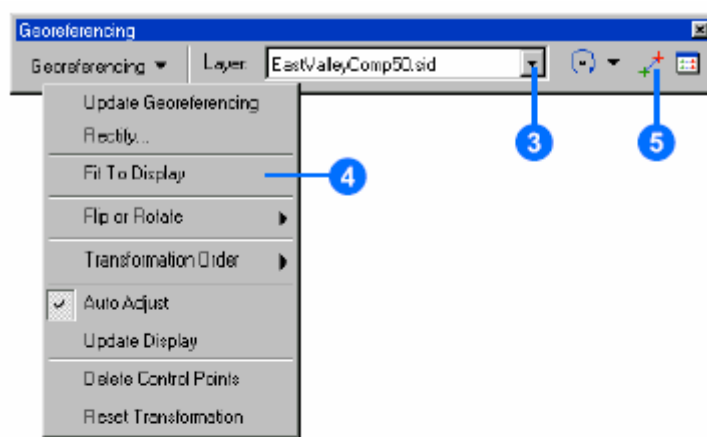 Georeferencing
Georeferencing Layer: EastValleyComp50.sid
3
5
Update Georeferencing
Rectify...
Fit To Display
4
Flip or Rotate
Transformation Order
Auto Adjust
Update Display
Delete Control Points
Reset Transformation